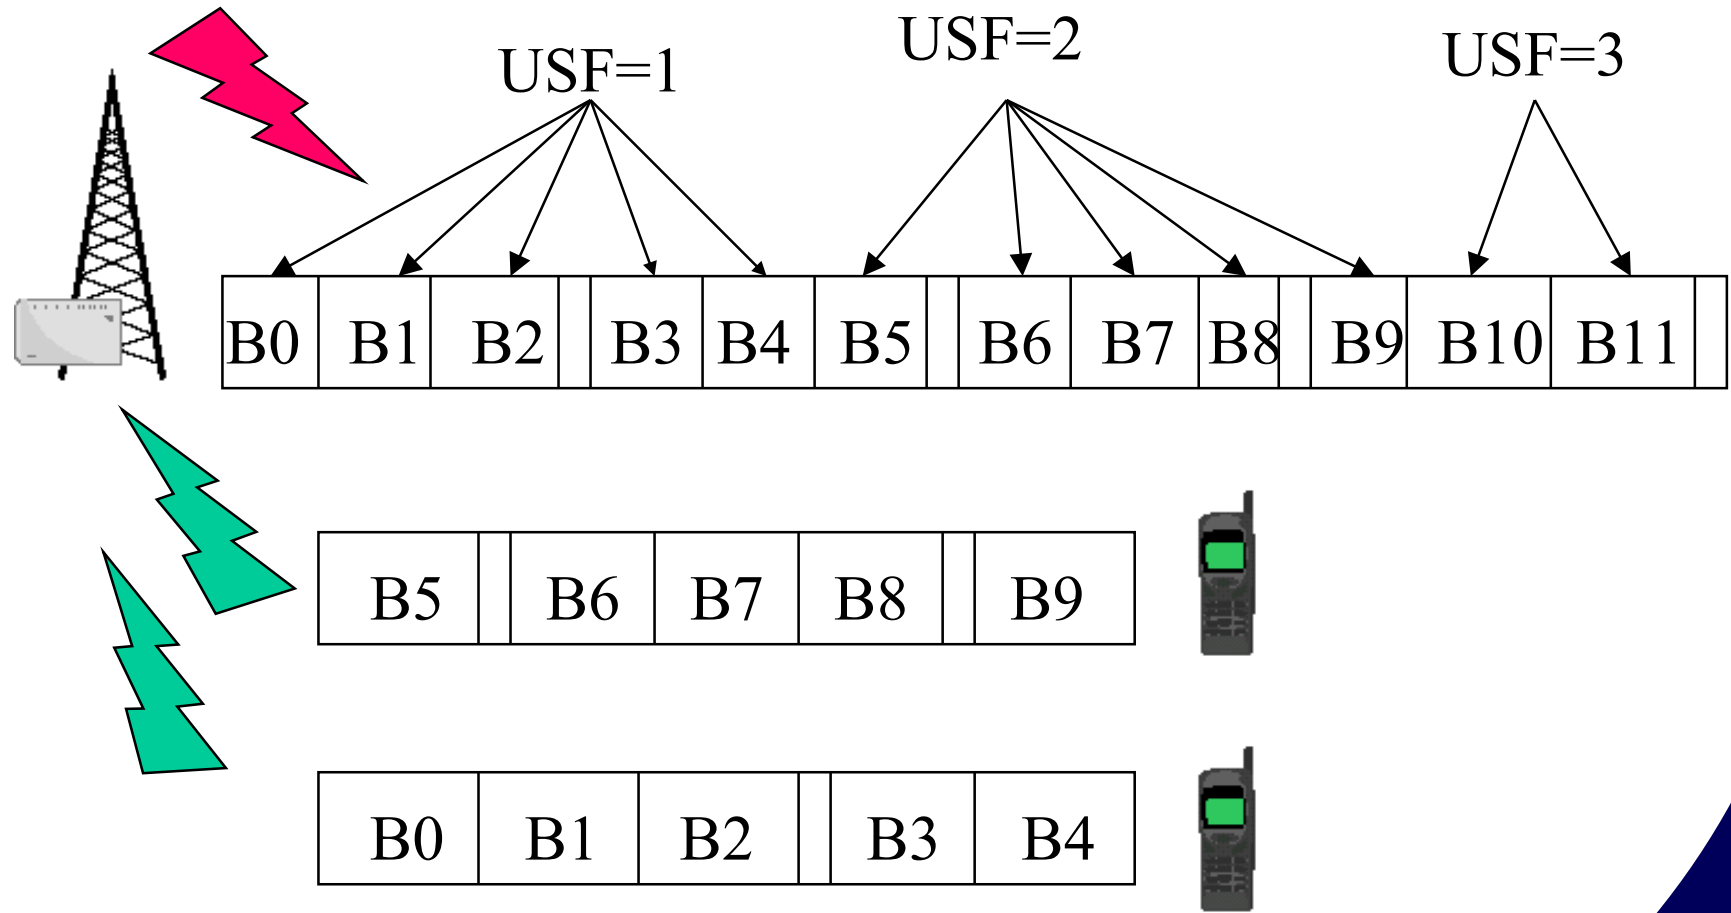 USF=1 USF=2 USF=3
B0 B1 B2 B3 B4 B5 B6 B7 B8 B9 B10 B11
B5 B6 B7 B8 B9
B0 B1 B2 B3 B4